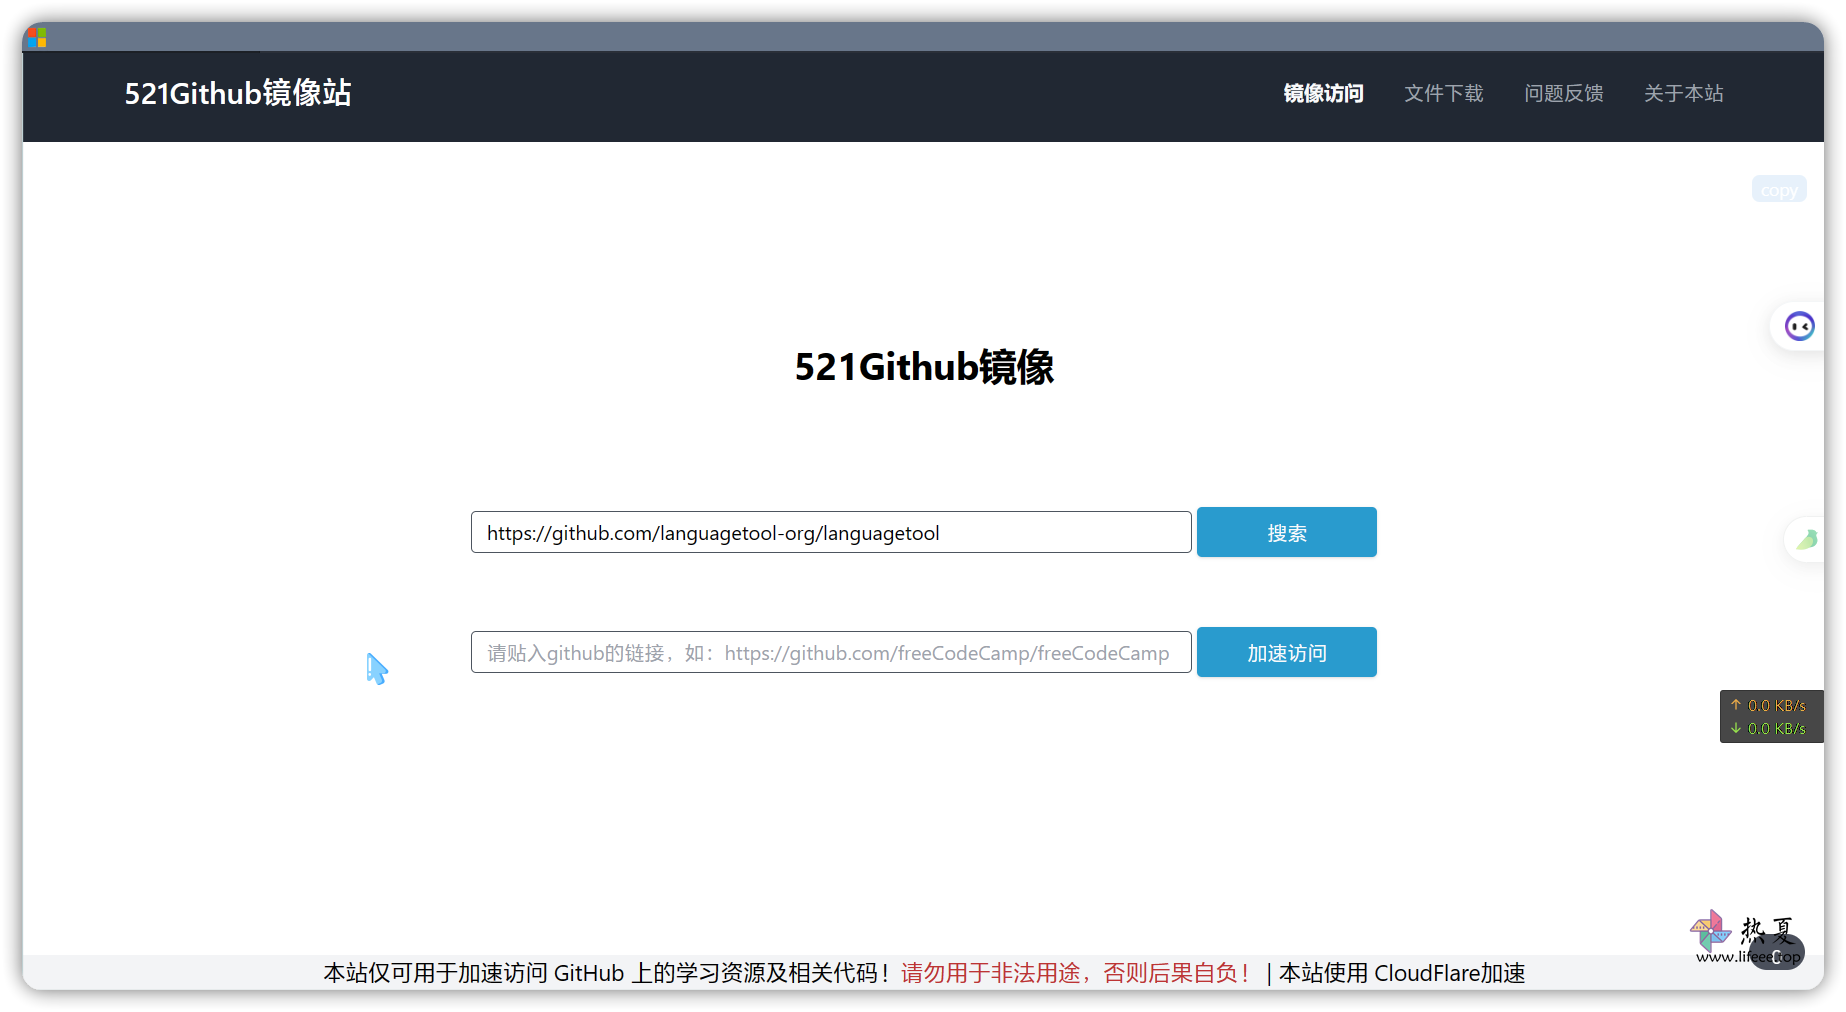 521Github镜像站
镜像访问 文件下载 问题反馈 关于本站
copy
521Github镜像
https://github.com/languagetool-org/languagetool 搜索
请贴入github的链接，如：https://github.com/freeCodeCamp/freeCodeCamp 加速访问
↑ 0.0 KB/s
↓ 0.0 KB/s
热夏
www.lifeee.top
C
本站仅可用于加速访问 GitHub 上的学习资源及相关代码！请勿用于非法用途，否则后果自负！ | 本站使用 CloudFlare加速